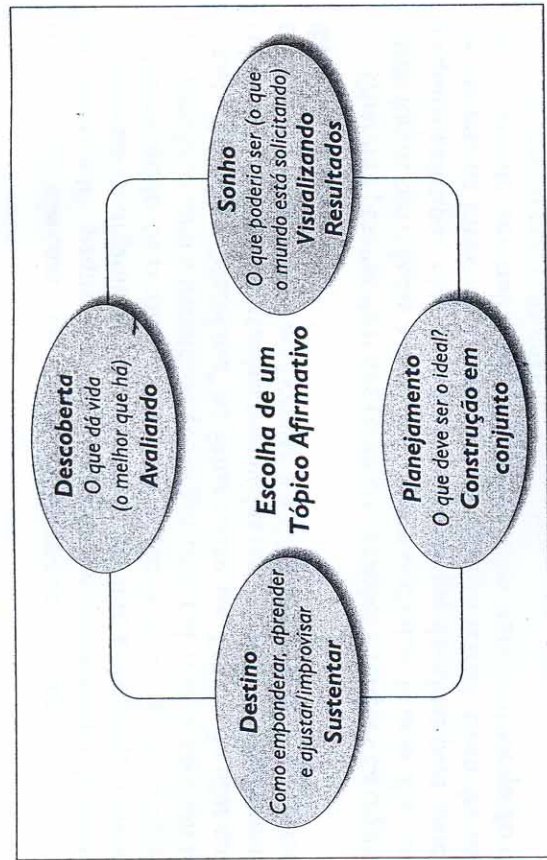 Descoberta
O que dá vida
(o melhor que há)
Avaliando
Sonho
O que poderia ser (o que
o mundo está solicitando)
Visualizando
Resultados
Escolha de um
Tópico Afirmativo
Destino
Como emponderar, aprender
e ajustar/improvisar
Sustentar
Planejamento
O que deve ser o ideal?
Construção em
conjunto